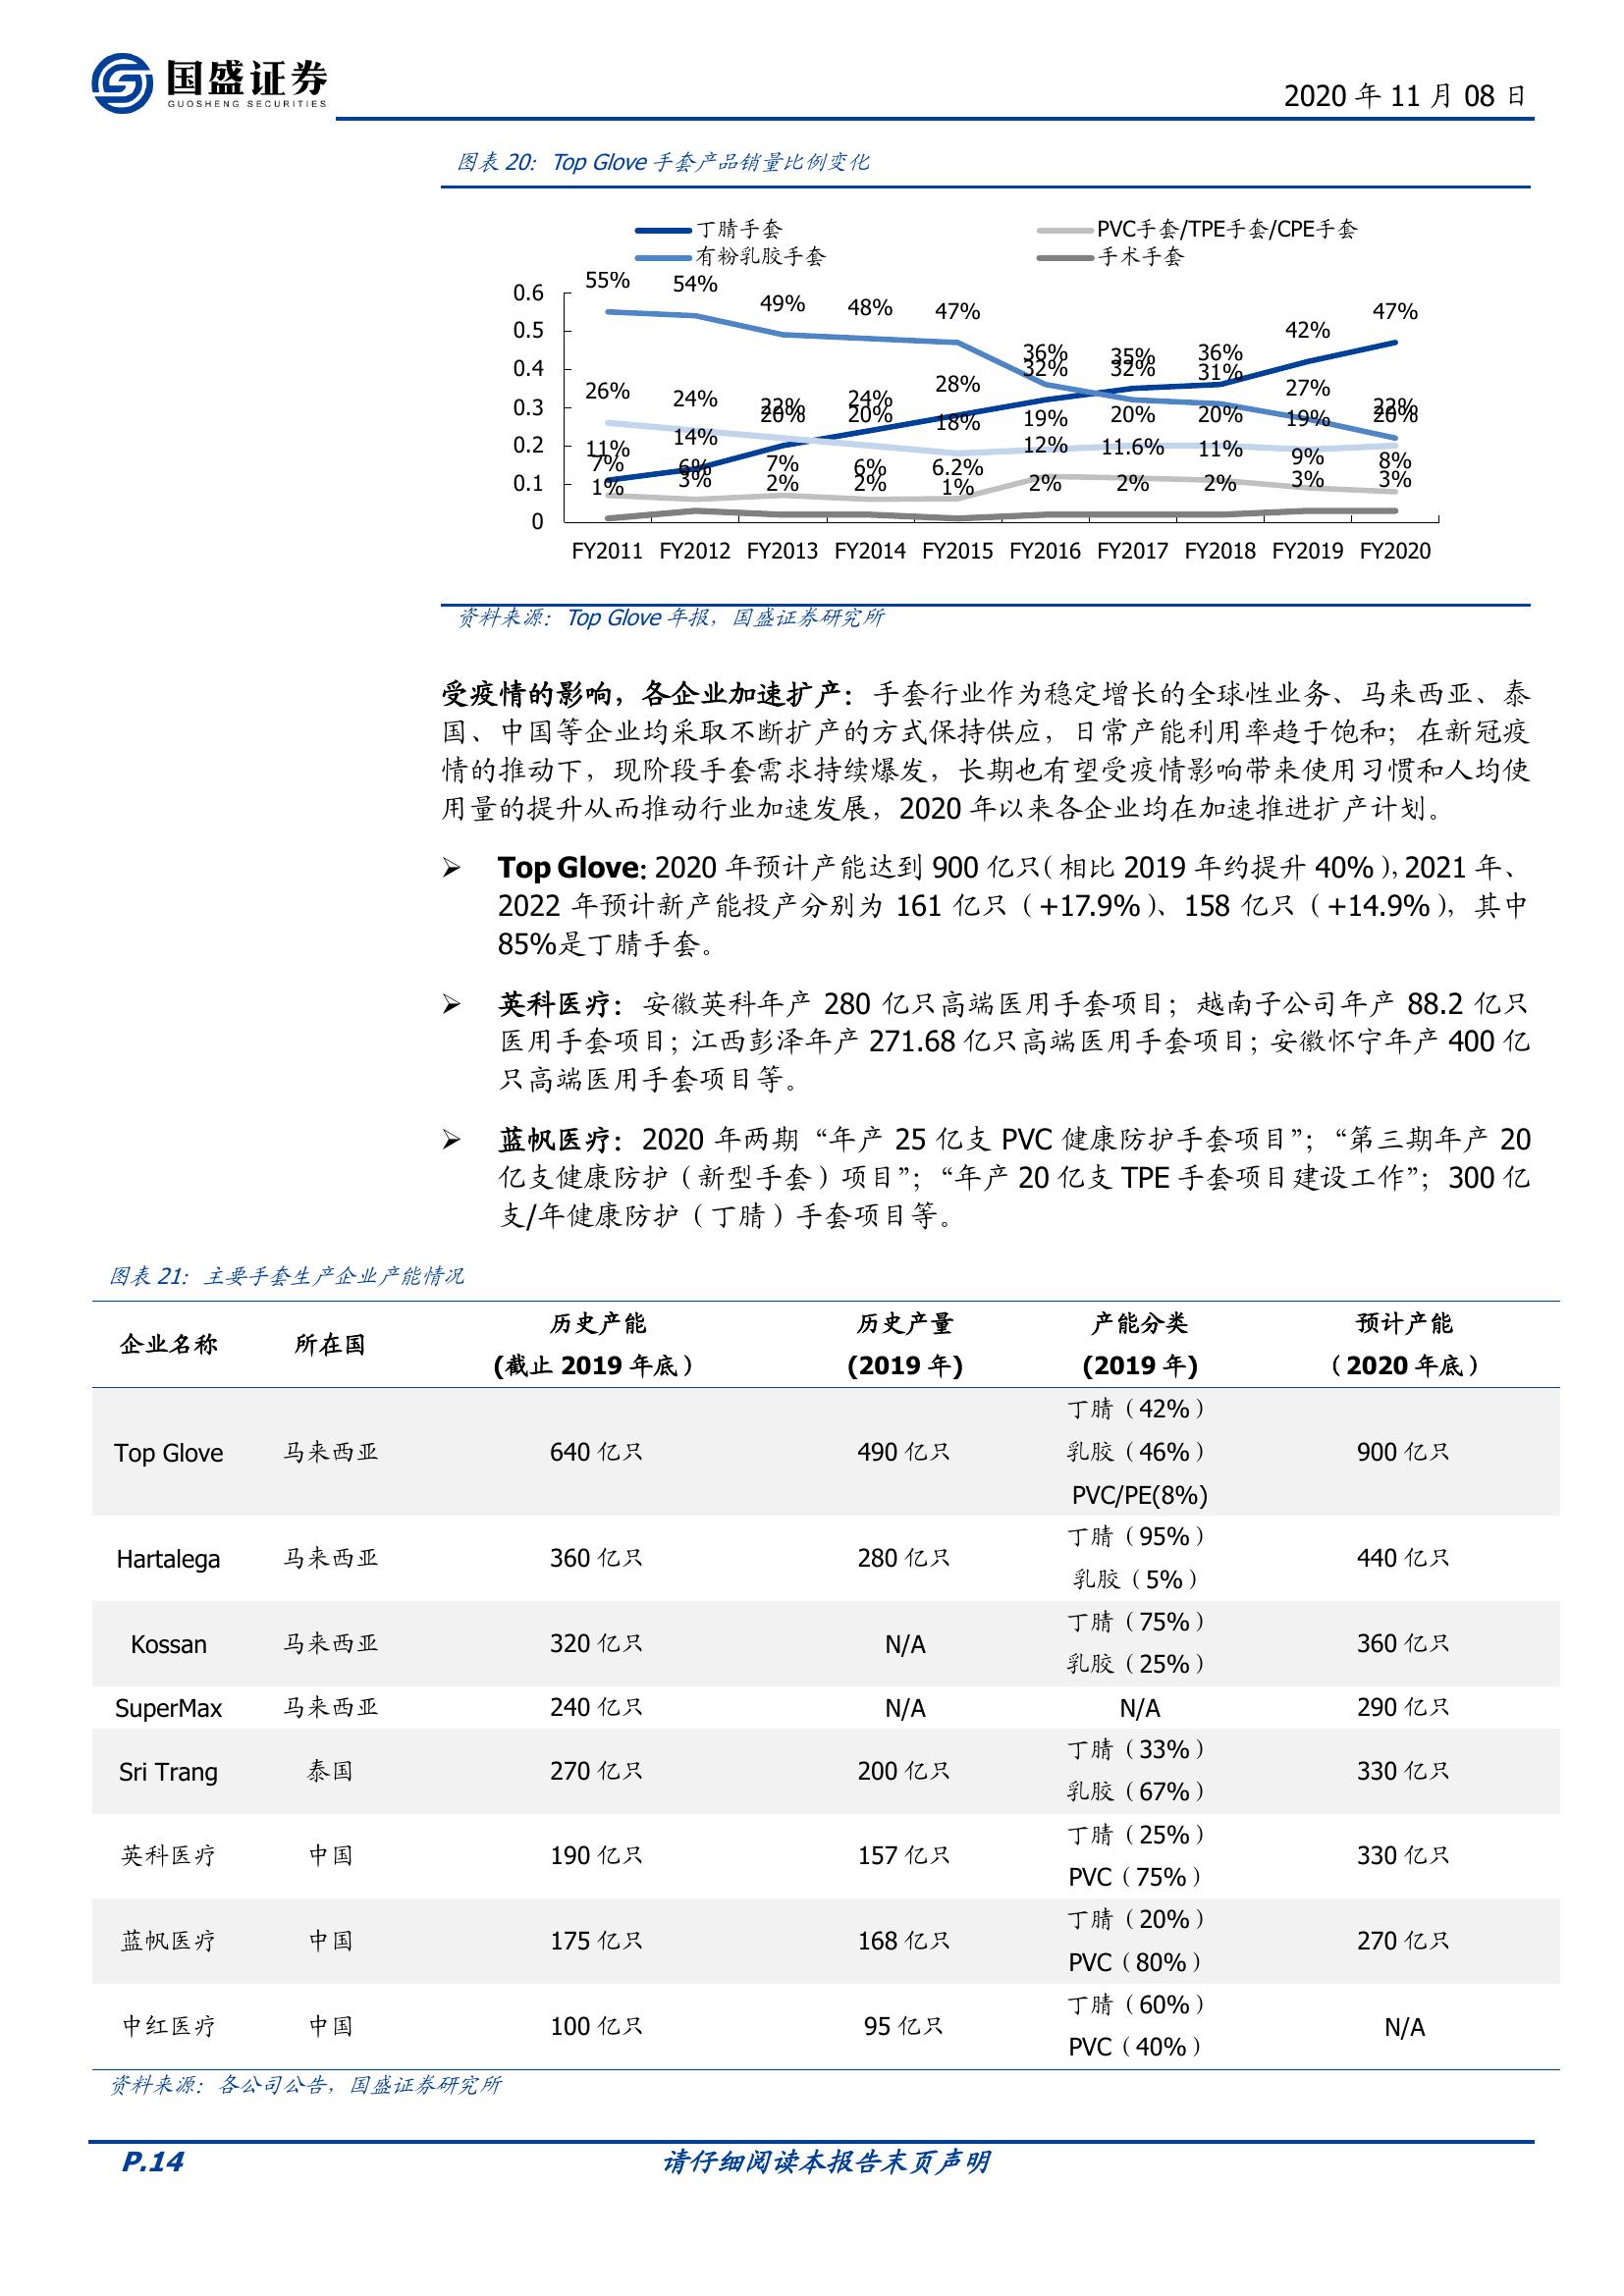 国盛证券
GUOSHENG SECURITIES
2020 年 11 月 08 日
图表 20：Top Glove 手套产品销量比例变化
丁腈手套
PVC手套/TPE手套/CPE手套
有粉乳胶手套
手术手套
55% 54% 49% 48% 47% 36% 35% 36% 42% 47%
32% 32% 31% 27% 22%
26% 24% 22% 24% 28% 19% 20% 20% 19% 20%
11% 14% 20% 20% 18% 12% 11.6% 11% 9% 8%
7% 6% 7% 6% 6.2%
1% 3% 2% 2% 1% 2% 2% 2% 3% 3%
0.6
0.5
0.4
0.3
0.2
0.1
0
FY2011 FY2012 FY2013 FY2014 FY2015 FY2016 FY2017 FY2018 FY2019 FY2020
资料来源：Top Glove 年报，国盛证券研究所
受疫情的影响，各企业加速扩产：手套行业作为稳定增长的全球性业务、马来西亚、泰
国、中国等企业均采取不断扩产的方式保持供应，日常产能利用率趋于饱和；在新冠疫
情的推动下，现阶段手套需求持续爆发，长期也有望受疫情影响带来使用习惯和人均使
用量的提升从而推动行业加速发展，2020 年以来各企业均在加速推进扩产计划。
➢ Top Glove：2020 年预计产能达到 900 亿只（相比 2019 年约提升 40%），2021 年、
2022 年预计新产能投产分别为 161 亿只（+17.9%）、158 亿只（+14.9%），其中
85%是丁腈手套。
➢ 英科医疗：安徽英科年产 280 亿只高端医用手套项目；越南子公司年产 88.2 亿只
医用手套项目；江西彭泽年产 271.68 亿只高端医用手套项目；安徽怀宁年产 400 亿
只高端医用手套项目等。
➢ 蓝帆医疗：2020 年两期“年产 25 亿支 PVC 健康防护手套项目”；“第三期年产 20
亿支健康防护（新型手套）项目”；“年产 20 亿支 TPE 手套项目建设工作”；300 亿
支/年健康防护（丁腈）手套项目等。
图表 21：主要手套生产企业产能情况
企业名称 所在国 历史产能 历史产量 产能分类 预计产能
(截止 2019 年底） (2019 年) (2019 年) （2020 年底）
丁腈（42%）
Top Glove 马来西亚 640 亿只 490 亿只 乳胶（46%） 900 亿只
PVC/PE(8%)
丁腈（95%）
Hartalega 马来西亚 360 亿只 280 亿只 440 亿只
乳胶（5%）
丁腈（75%）
Kossan 马来西亚 320 亿只 N/A 360 亿只
乳胶（25%）
SuperMax 马来西亚 240 亿只 N/A N/A 290 亿只
丁腈（33%）
Sri Trang 泰国 270 亿只 200 亿只 330 亿只
乳胶（67%）
丁腈（25%）
英科医疗 中国 190 亿只 157 亿只 330 亿只
PVC（75%）
丁腈（20%）
蓝帆医疗 中国 175 亿只 168 亿只 270 亿只
PVC（80%）
丁腈（60%）
中红医疗 中国 100 亿只 95 亿只 N/A
PVC（40%）
资料来源：各公司公告，国盛证券研究所
P.14 请仔细阅读本报告末页声明